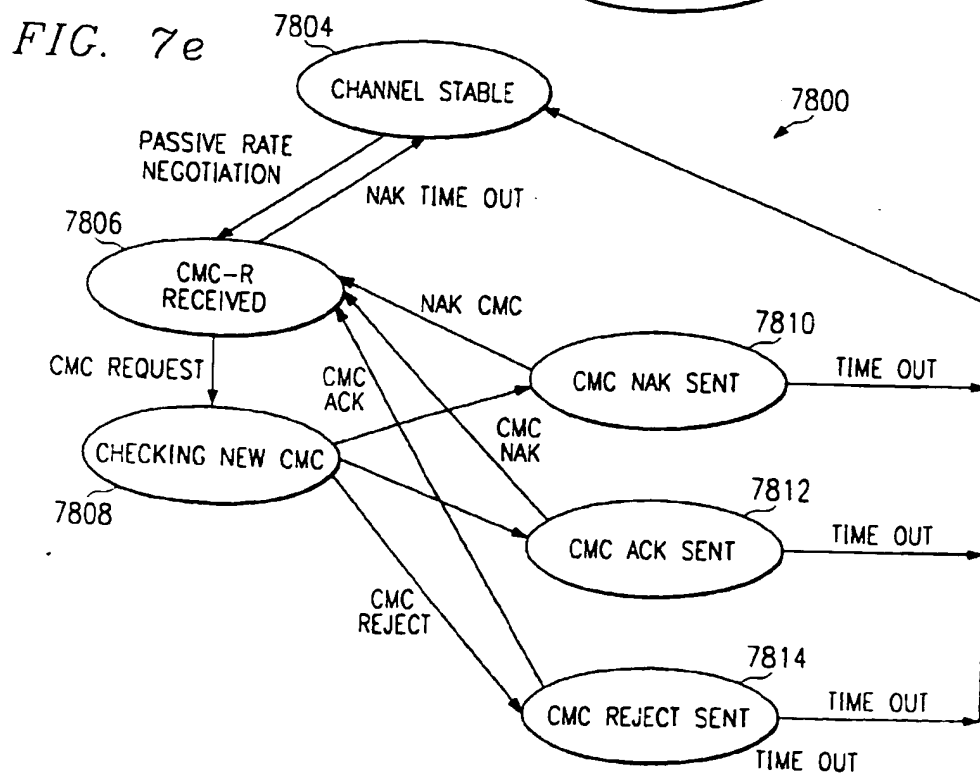 FIG. 7e
7804
CHANNEL STABLE
7800
PASSIVE RATE
NEGOTIATION
NAK TIME OUT
7806
CMC-R
RECEIVED
NAK CMC
7810
CMC REQUEST
CMC
ACK
CMC NAK SENT
TIME OUT
CMC
NAK
CHECKING NEW CMC
7808
7812
CMC ACK SENT
TIME OUT
CMC
REJECT
7814
CMC REJECT SENT
TIME OUT
TIME OUT